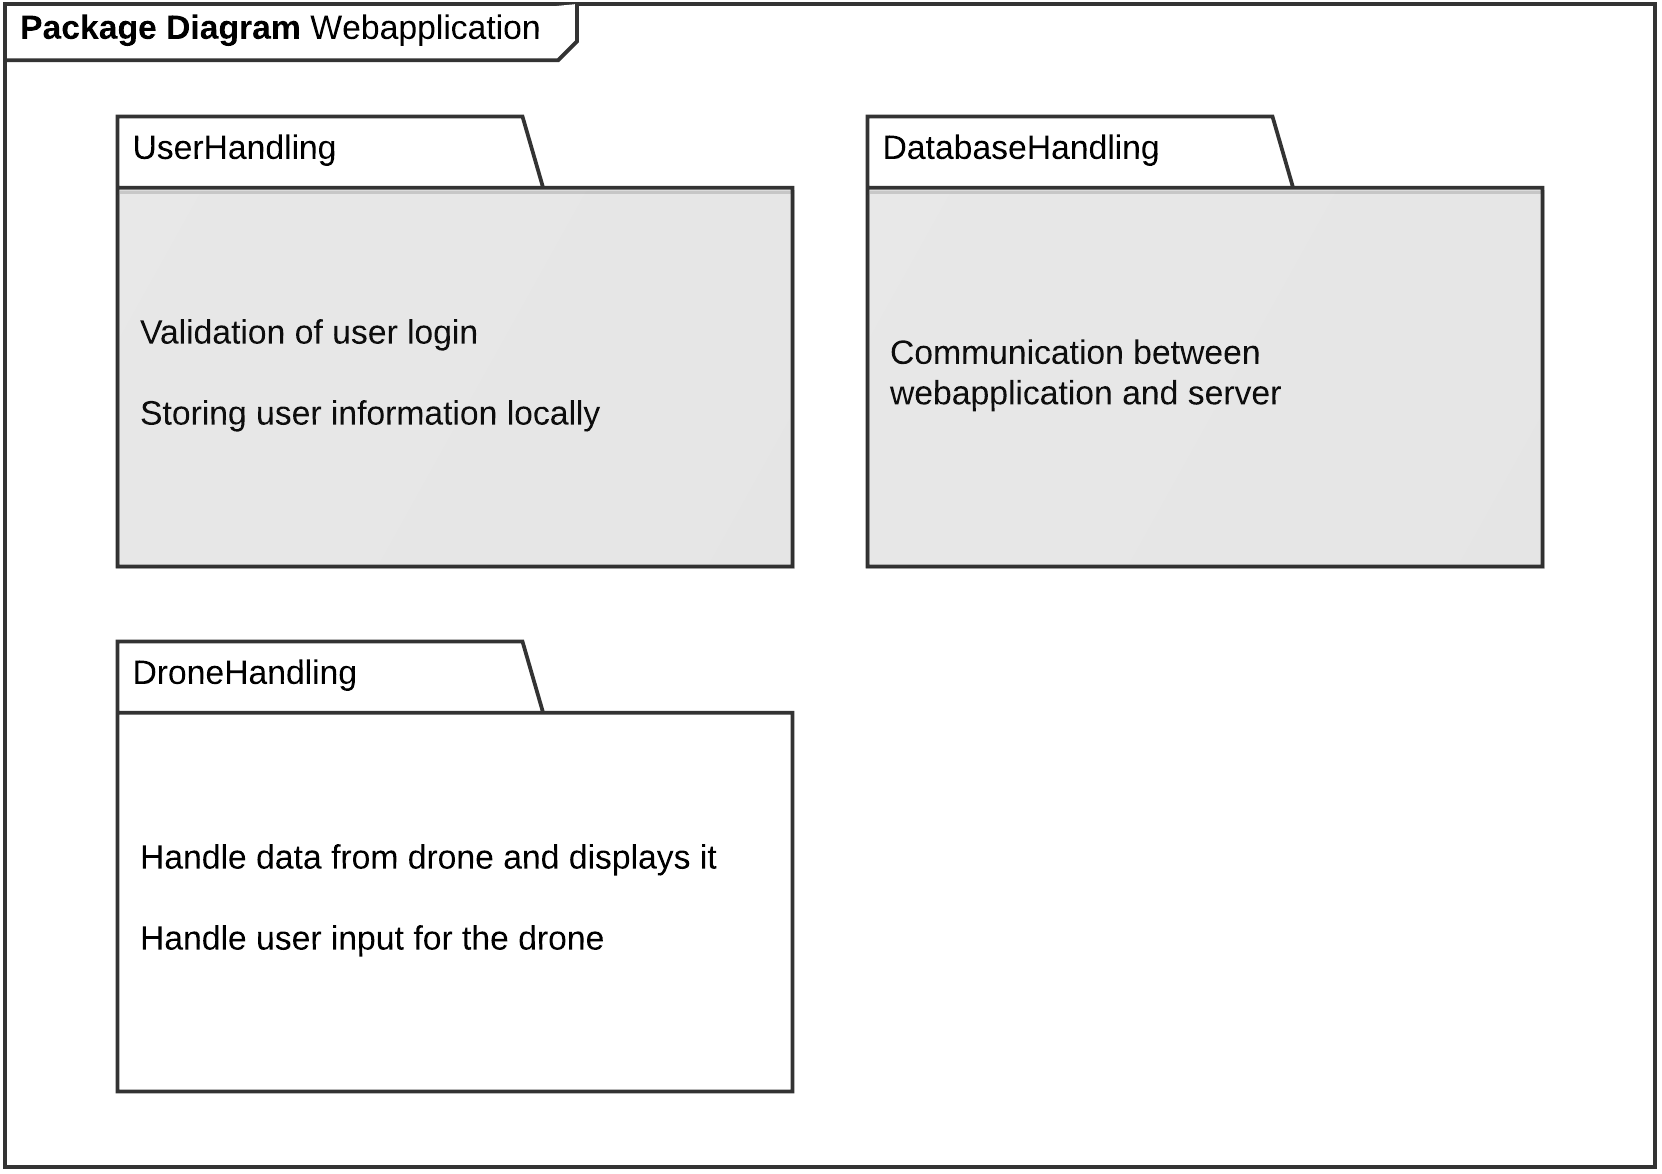 Package Diagram Webapplication
UserHandling
Validation of user login
Storing user information locally
DatabaseHandling
Communication between
webapplication and server
DroneHandling
Handle data from drone and displays it
Handle user input for the drone